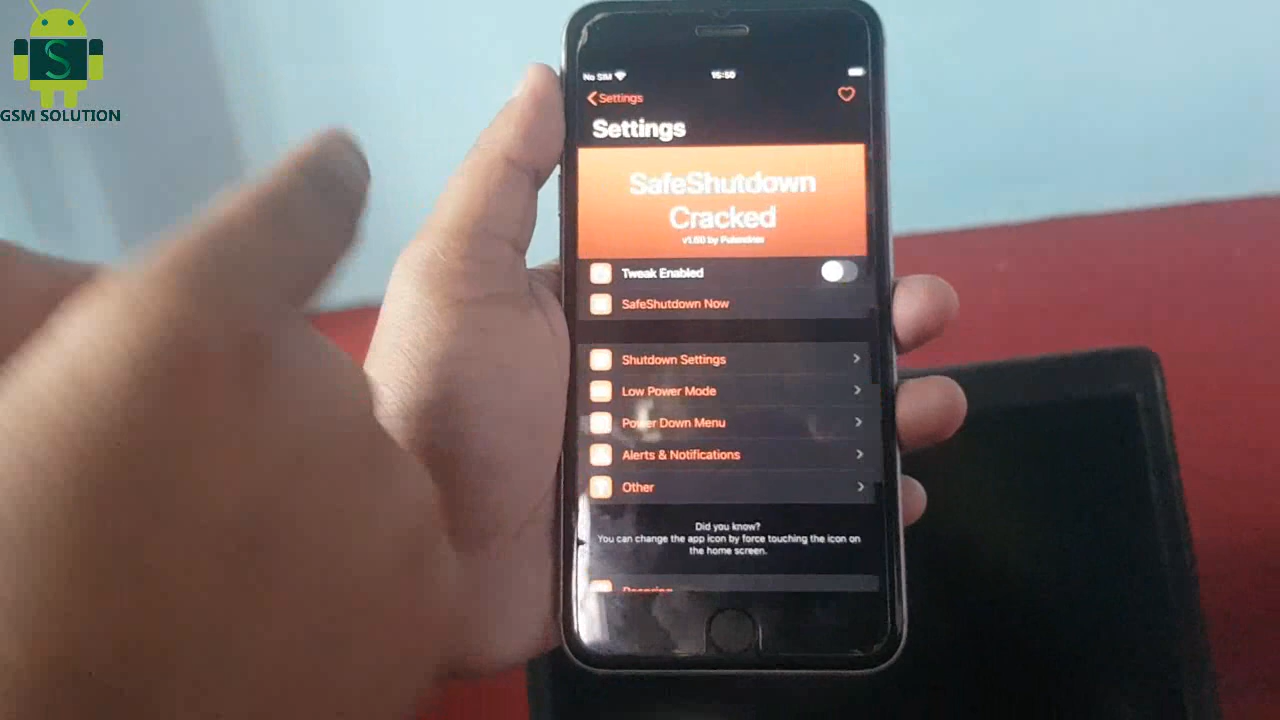 S
GSM SOLUTION
No SIM
15:50
Settings
Settings
SafeShutdown
Cracked
Tweak Enabled
SafeShutdown Now
Shutdown Settings
Low Power Mode
Power Down Menu
Alerts & Notifications
Other
Did you know?
You can change the app icon by force touching the icon on
the home screen.